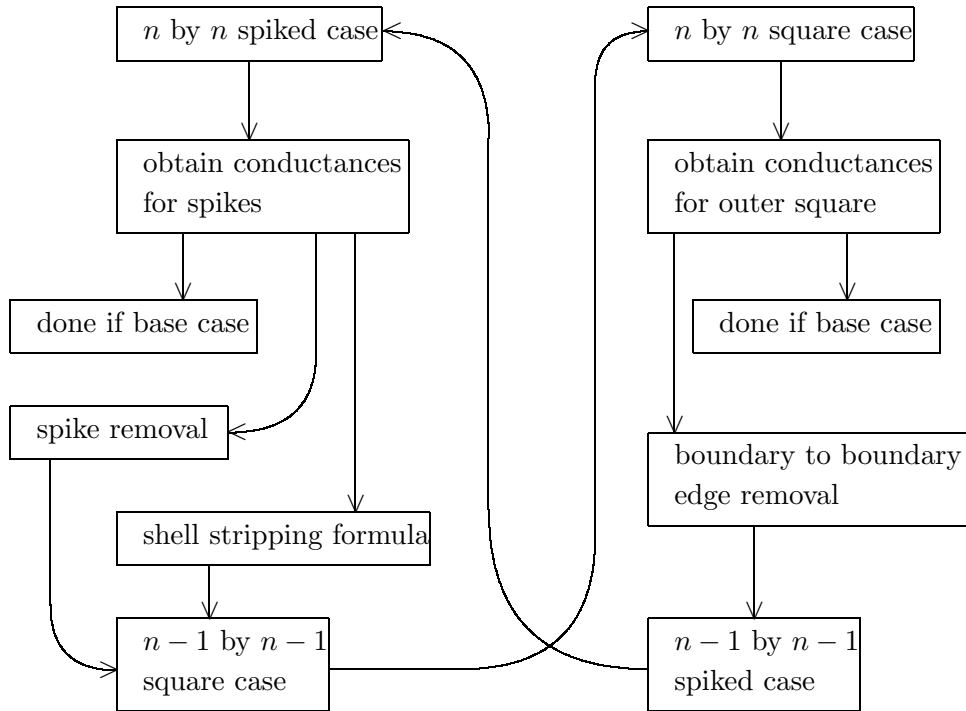 n by n spiked case
n by n square case
obtain conductances
for spikes
obtain conductances
for outer square
done if base case
done if base case
spike removal
boundary to boundary
edge removal
shell stripping formula
n − 1 by n − 1
square case
n − 1 by n − 1
spiked case